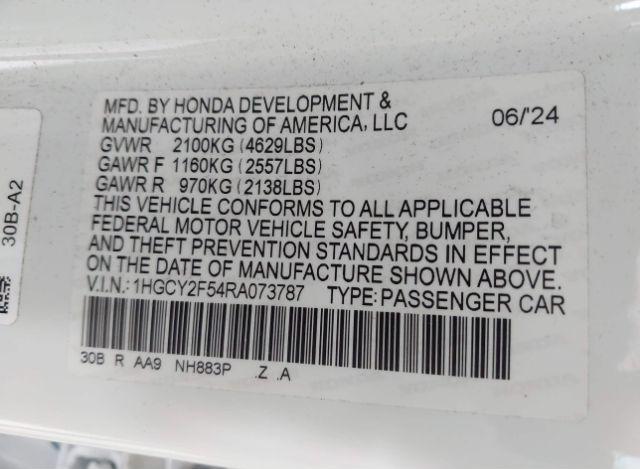 MFD. BY HONDA DEVELOPMENT &
MANUFACTURING OF AMERICA, LLC 06/'24
GVWR 2100KG (4629LBS)
GAWR F 1160KG (2557LBS)
GAWR R 970KG (2138LBS)
THIS VEHICLE CONFORMS TO ALL APPLICABLE
FEDERAL MOTOR VEHICLE SAFETY, BUMPER,
AND THEFT PREVENTION STANDARDS IN EFFECT
ON THE DATE OF MANUFACTURE SHOWN ABOVE.
V.I.N.: 1HGCY2F54RA073787 TYPE: PASSENGER CAR
30B R AA9 NH883P .Z .A
30B-A2